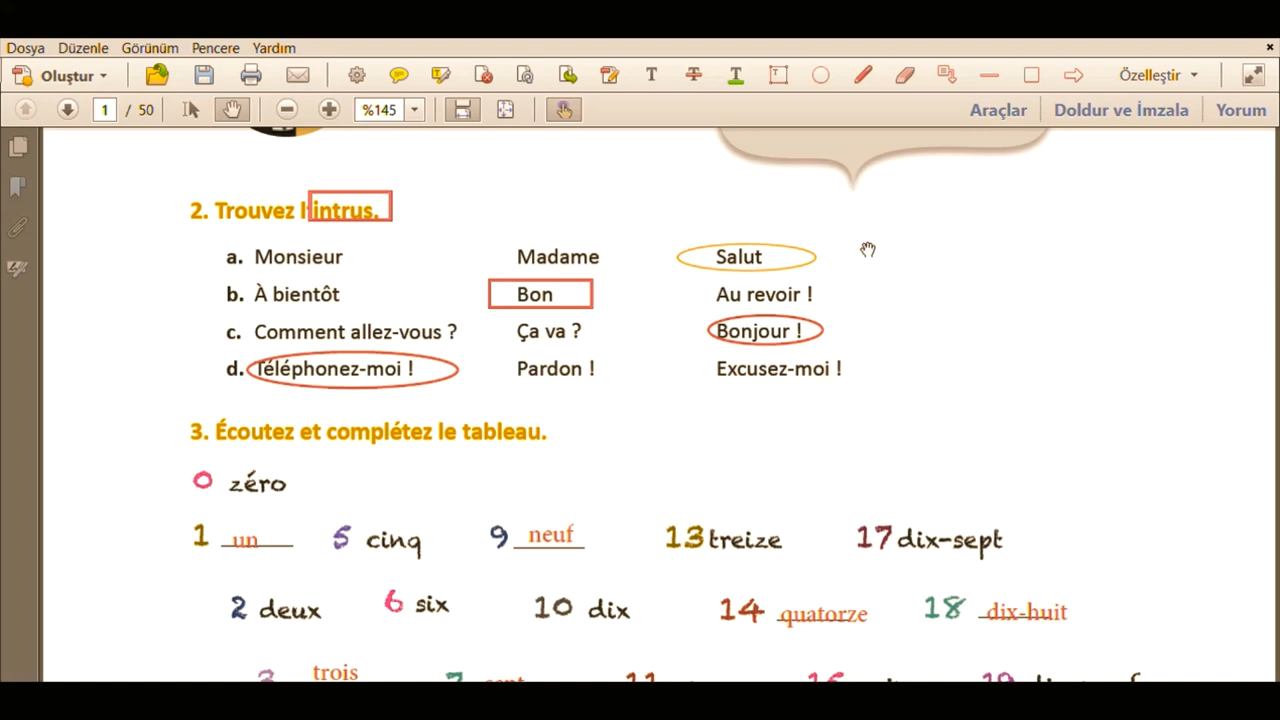 Dosya Düzenle Görünüm Pencere Yardım
Oluştur Özelleştir
1 / 50 %145 Araçlar Doldur ve İmzala Yorum
2. Trouvez l'intrus.
a. Monsieur Madame Salut
b. À bientôt Bon Au revoir !
c. Comment allez-vous ? Ça va ? Bonjour !
d. Téléphonez-moi ! Pardon ! Excusez-moi !
3. Écoutez et complétez le tableau.
0 zéro
1 un 5 cinq 9 neuf 13 treize 17 dix-sept
2 deux 6 six 10 dix 14 quatorze 18 dix-huit
trois